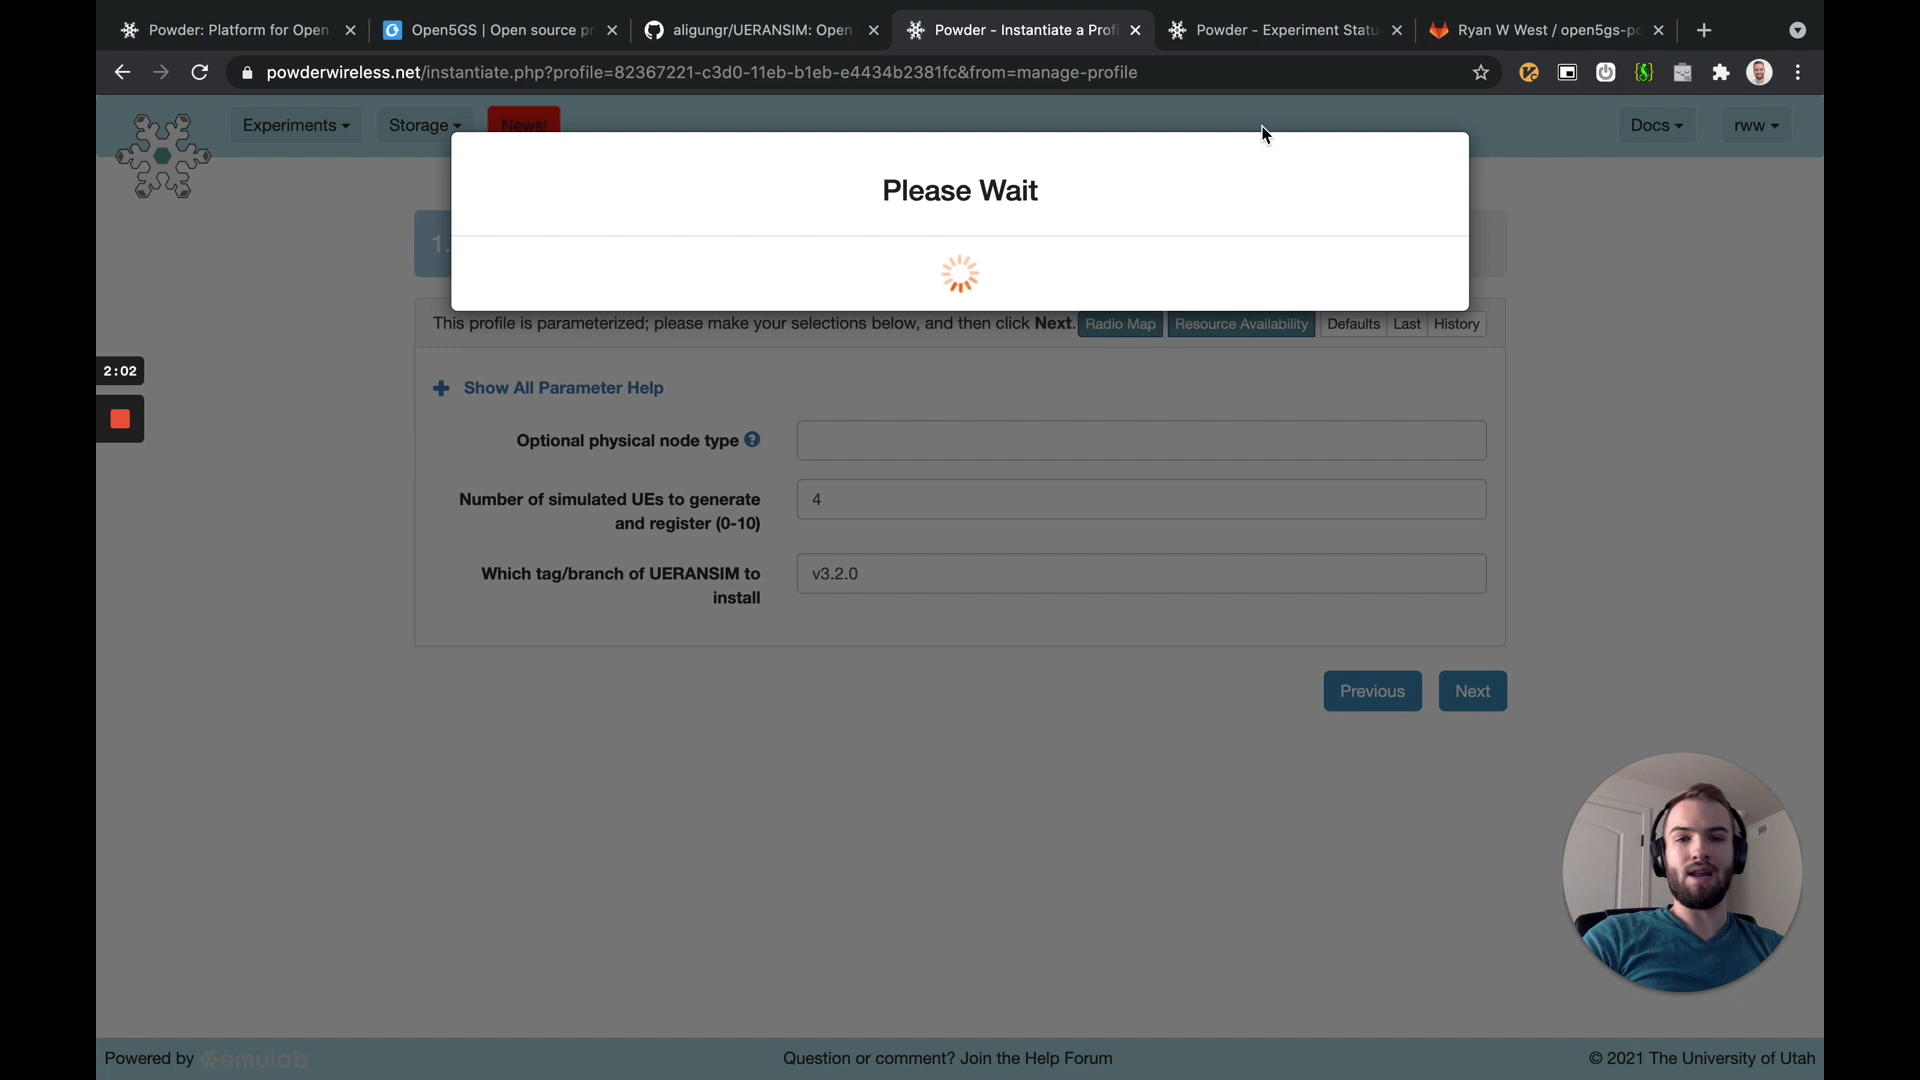 Powder: Platform for Open
Open5GS | Open source pr
aligungr/UERANSIM: Open
Powder - Instantiate a Profi
Powder - Experiment Statu
Ryan W West / open5gs-po
powderwireless.net/instantiate.php?profile=82367221-c3d0-11eb-b1eb-e4434b2381fc&from=manage-profile
Experiments
Storage
News!
Docs
rww
Please Wait
1.
This profile is parameterized; please make your selections below, and then click Next.
Radio Map
Resource Availability
Defaults
Last
History
2:02
Show All Parameter Help
Optional physical node type
Number of simulated UEs to generate
and register (0-10)
4
Which tag/branch of UERANSIM to
install
v3.2.0
Previous
Next
Powered by emulab
Question or comment? Join the Help Forum
© 2021 The University of Utah